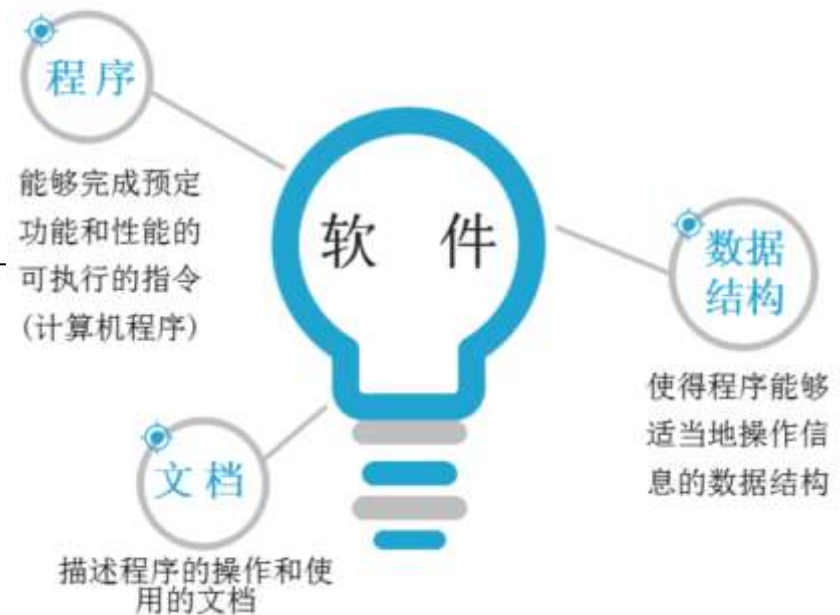 程序
能够完成预定
功能和性能的
可执行的指令
(计算机程序)
软 件
数据
结构
使得程序能够
适当地操作信
息的数据结构
文档
描述程序的操作和使
用的文档